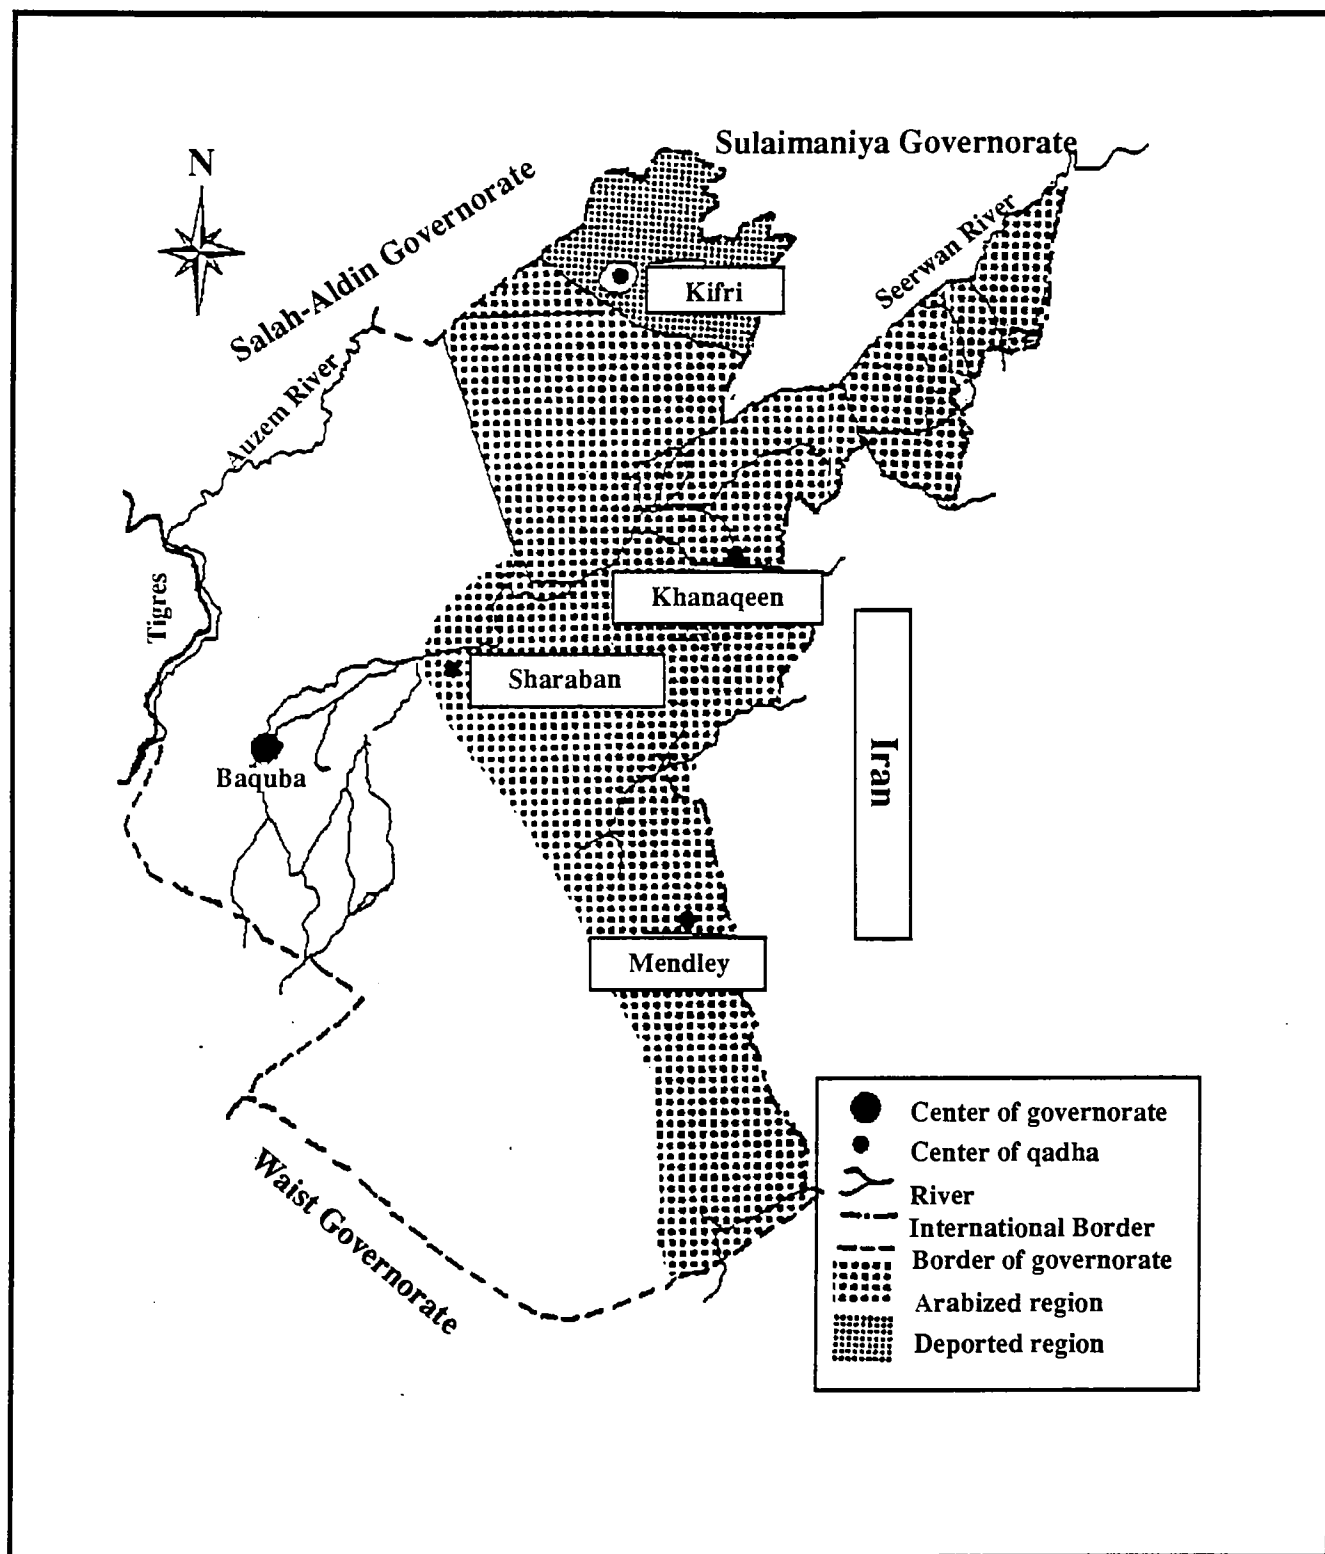 Sulaimaniya Governorate
N
Salah-Aldin Governorate
Seerwan River
Kifri
Auzem River
Khanaqeen
Tigres
Sharaban
Iran
Baquba
Mendley
Waist Governorate
Center of governorate
Center of qadha
River
International Border
Border of governorate
Arabized region
Deported region